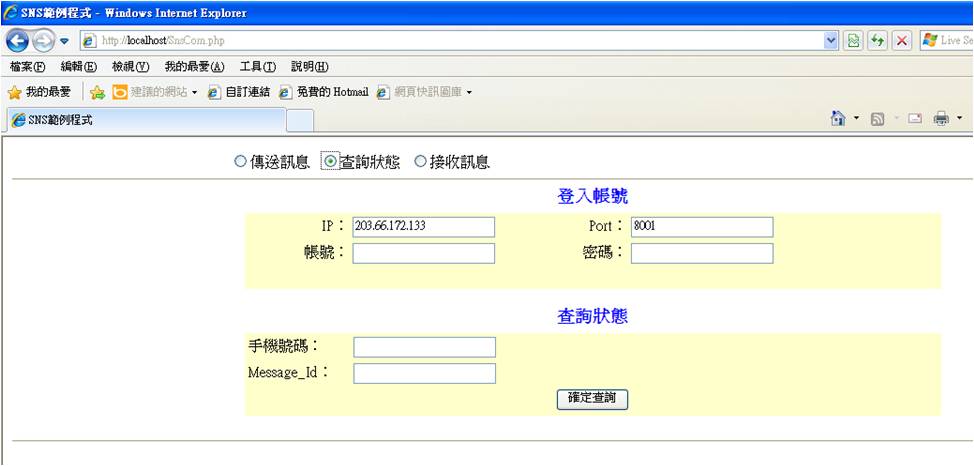 SNS範例程式 - Windows Internet Explorer
http://localhost/SnsCom.php Live Se
檔案(F) 編輯(E) 檢視(V) 我的最愛(A) 工具(T) 說明(H)
我的最愛 建議的網站 自訂連結 免費的 Hotmail 網頁快訊圖庫
SNS範例程式
傳送訊息 查詢狀態 接收訊息
登入帳號
IP: 203.66.172.133 Port: 8001
帳號: 密碼:
查詢狀態
手機號碼:
Message_Id:
確定查詢